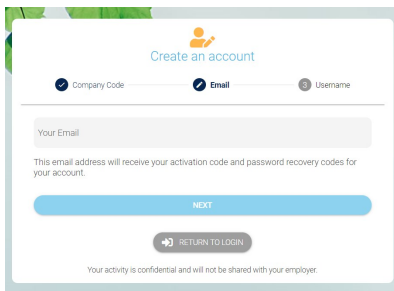 Create an account
Company Code
Email
3 Username
Your Email
This email address will receive your activation code and password recovery codes for
your account.
NEXT
RETURN TO LOGIN
Your activity is confidential and will not be shared with your employer.